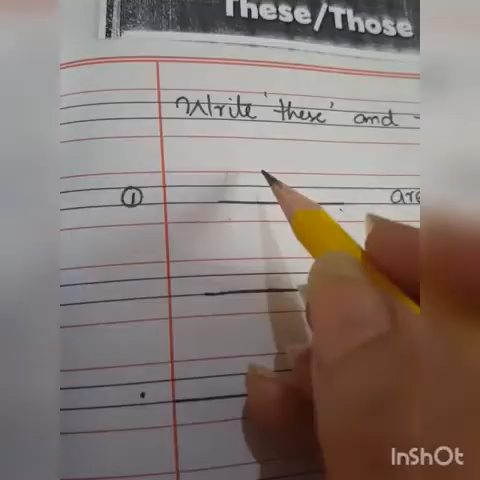 These/Those
Write 'these' and
① are
InShOt